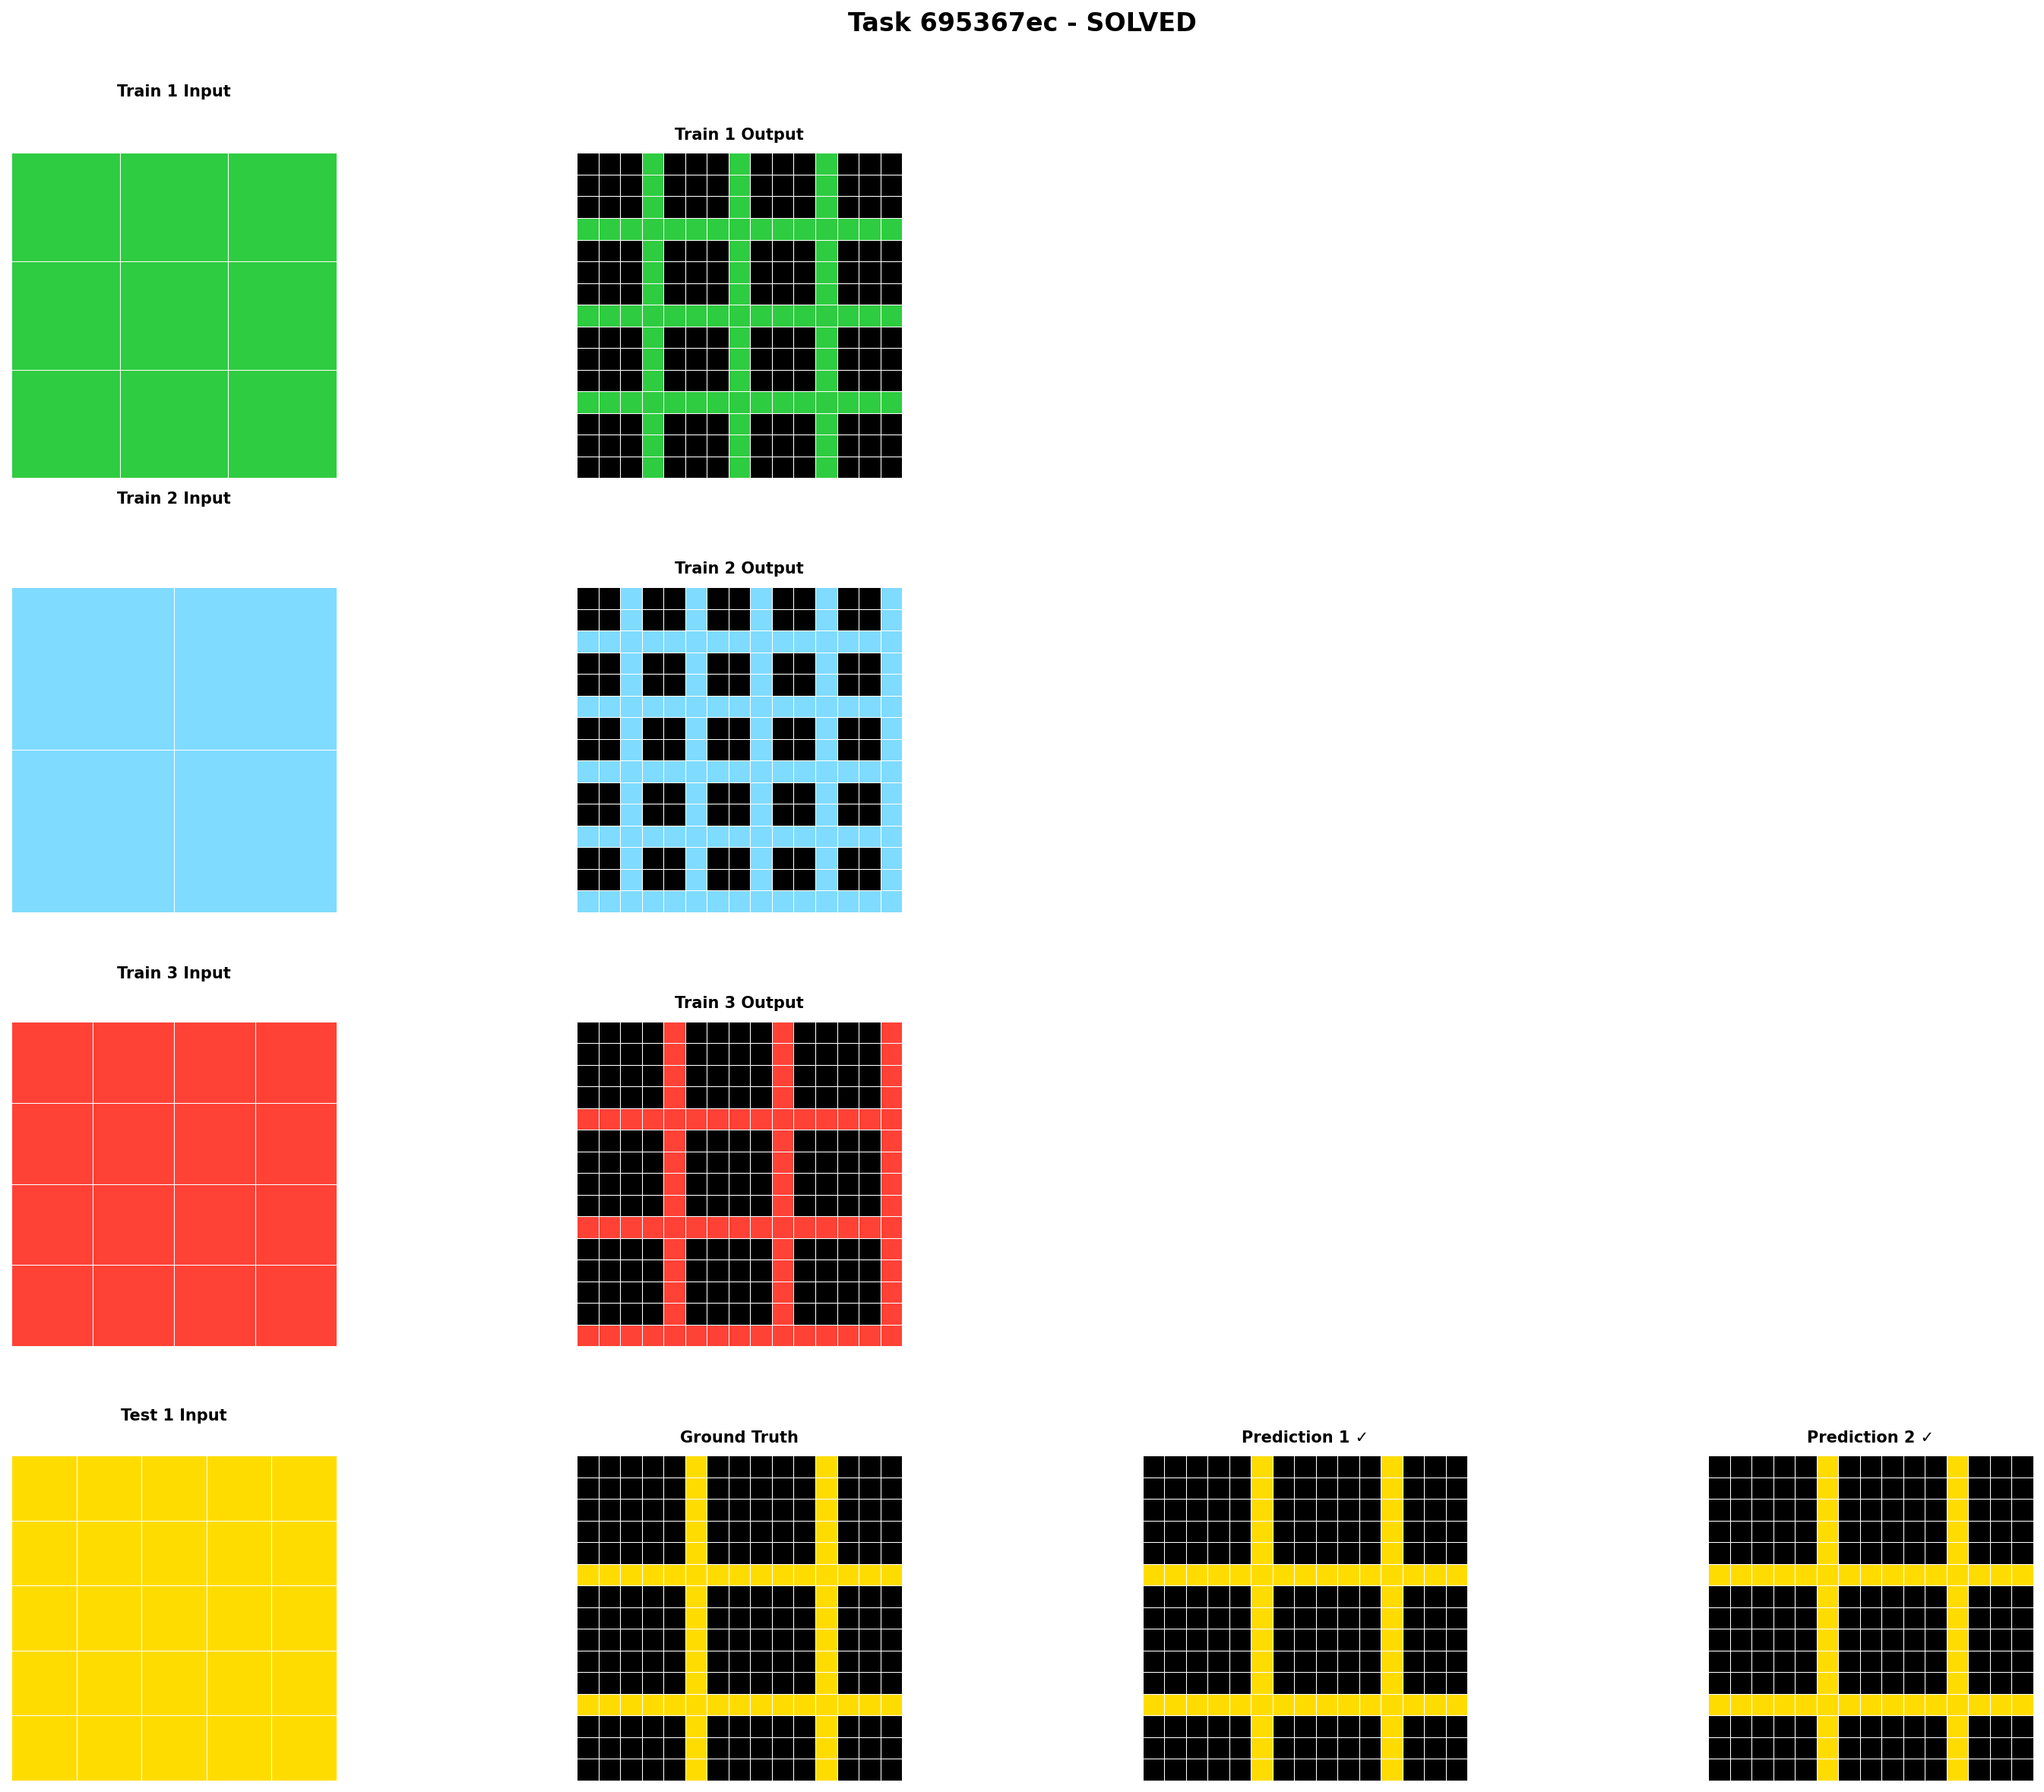 Task 695367ec - SOLVED
Train 1 Input
Train 1 Output
Train 2 Input
Train 2 Output
Train 3 Input
Train 3 Output
Test 1 Input
Ground Truth
Prediction 1 ✓
Prediction 2 ✓